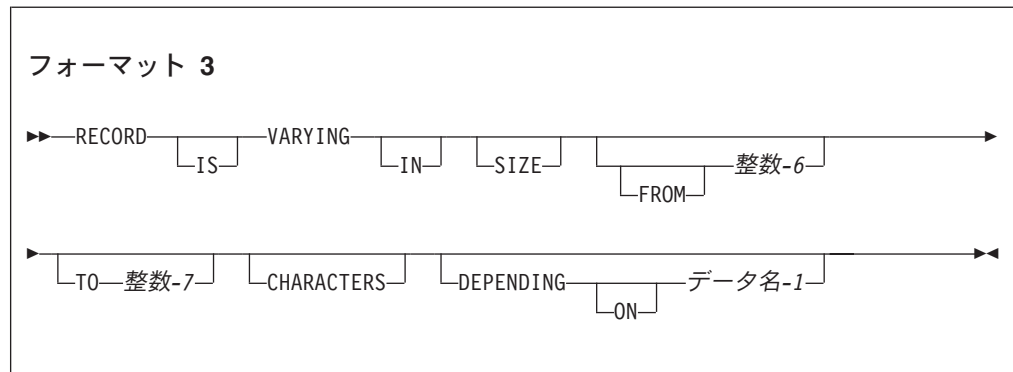 フォーマット 3
RECORD IS VARYING IN SIZE FROM 整数-6
TO 整数-7 CHARACTERS DEPENDING ON データ名-1